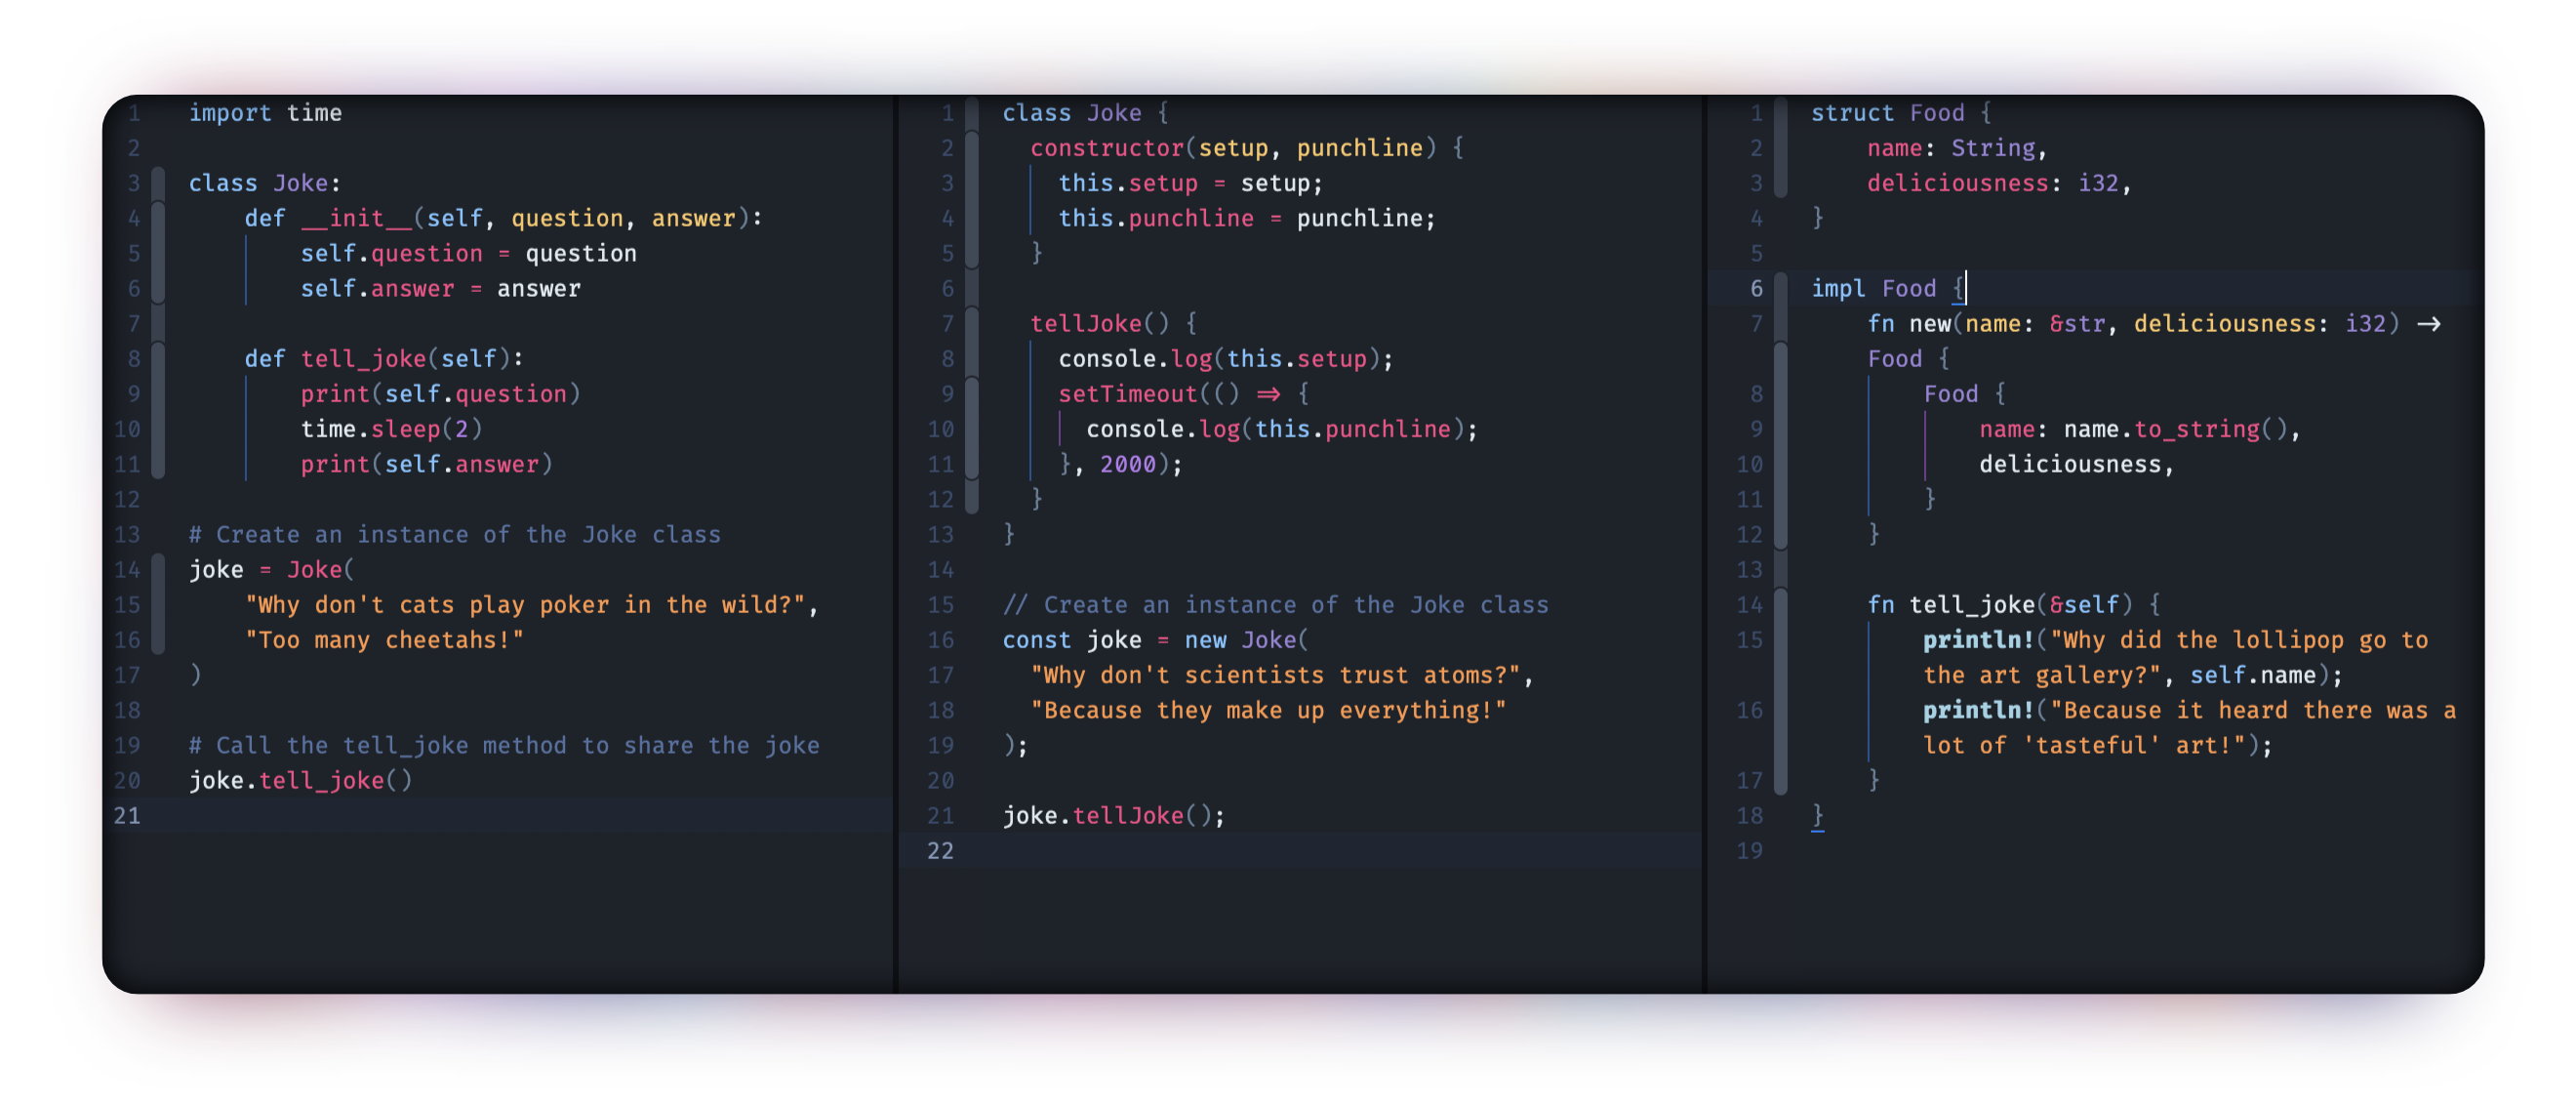 1 import time
2
3 class Joke:
4     def __init__(self, question, answer):
5         self.question = question
6         self.answer = answer
7
8     def tell_joke(self):
9         print(self.question)
10         time.sleep(2)
11         print(self.answer)
12
13 # Create an instance of the Joke class
14 joke = Joke(
15     "Why don't cats play poker in the wild?",
16     "Too many cheetahs!"
17 )
18
19 # Call the tell_joke method to share the joke
20 joke.tell_joke()
21
1 class Joke {
2   constructor(setup, punchline) {
3     this.setup = setup;
4     this.punchline = punchline;
5   }
6
7   tellJoke() {
8     console.log(this.setup);
9     setTimeout(() => {
10       console.log(this.punchline);
11     }, 2000);
12   }
13 }
14
15 // Create an instance of the Joke class
16 const joke = new Joke(
17   "Why don't scientists trust atoms?",
18   "Because they make up everything!"
19 );
20
21 joke.tellJoke();
22
1 struct Food {
2     name: String,
3     deliciousness: i32,
4 }
5
6 impl Food {
7     fn new(name: &str, deliciousness: i32) ->
    Food {
8         Food {
9             name: name.to_string(),
10             deliciousness,
11         }
12     }
13
14     fn tell_joke(&self) {
15         println!("Why did the lollipop go to
        the art gallery?", self.name);
16         println!("Because it heard there was a
        lot of 'tasteful' art!");
17     }
18 }
19